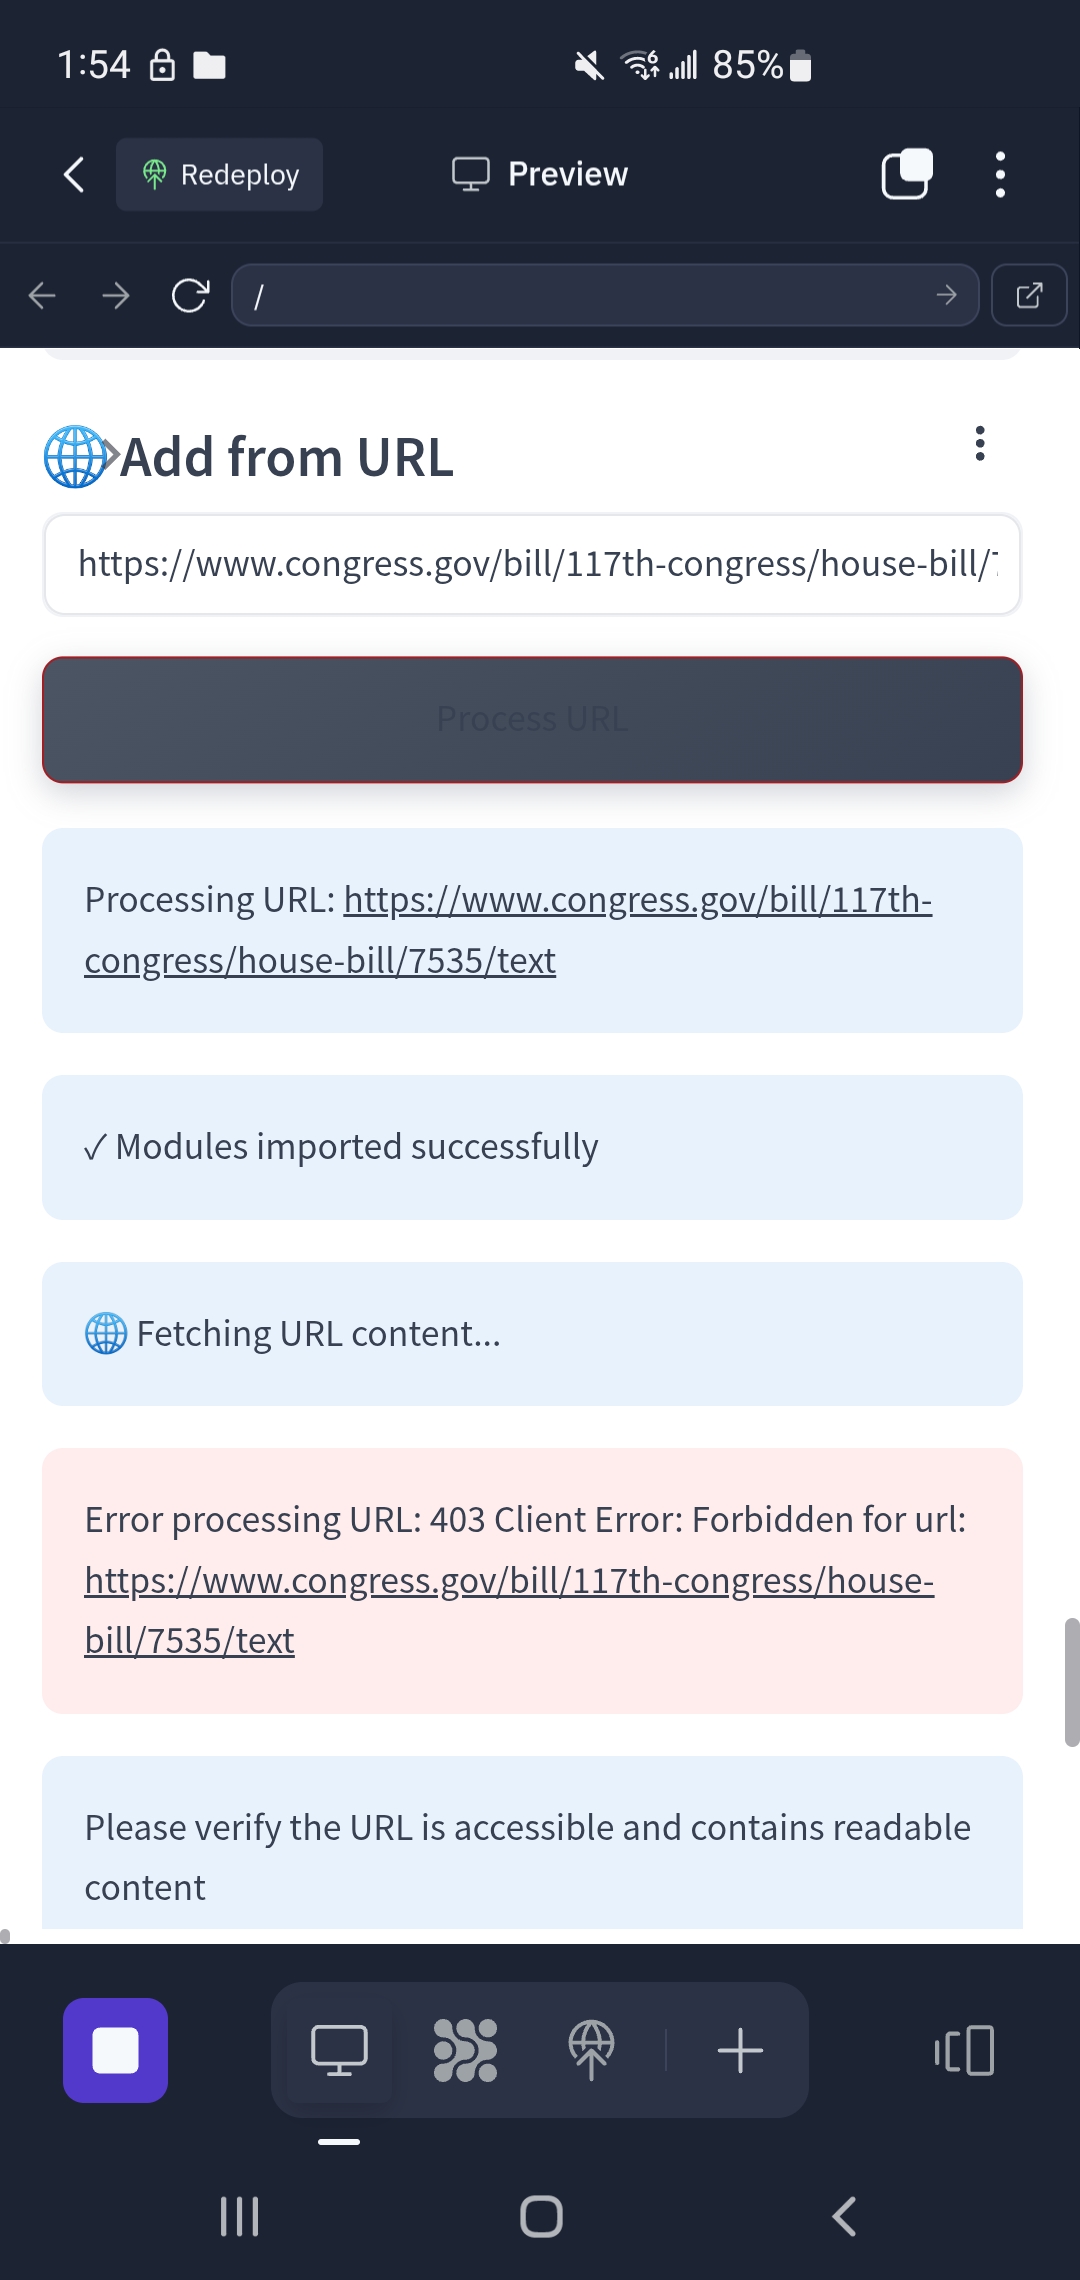 1:54
85%
Redeploy
Preview
/
Add from URL
https://www.congress.gov/bill/117th-congress/house-bill/
Process URL
Processing URL: https://www.congress.gov/bill/117th-
congress/house-bill/7535/text
✓ Modules imported successfully
Fetching URL content...
Error processing URL: 403 Client Error: Forbidden for url:
https://www.congress.gov/bill/117th-congress/house-
bill/7535/text
Please verify the URL is accessible and contains readable
content